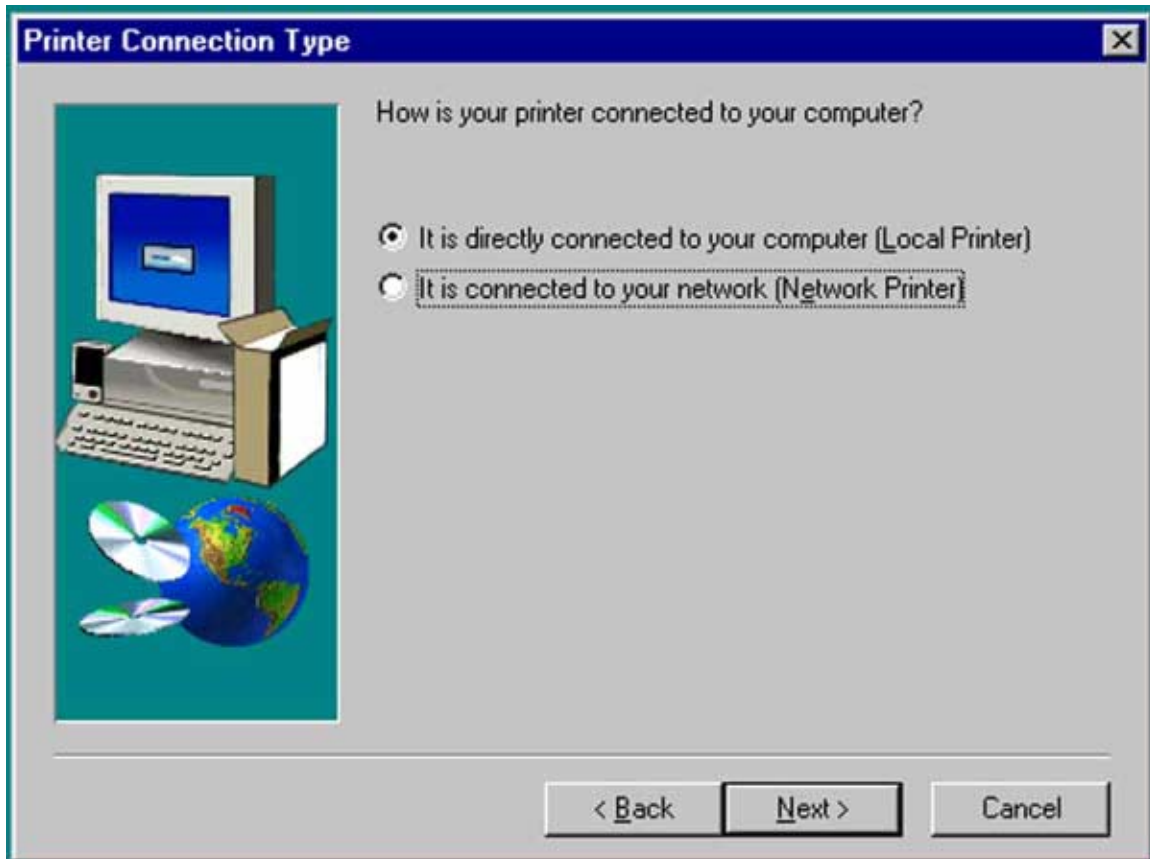 Printer Connection Type
How is your printer connected to your computer?
It is directly connected to your computer (Local Printer)
It is connected to your network (Network Printer)
< Back
Next >
Cancel